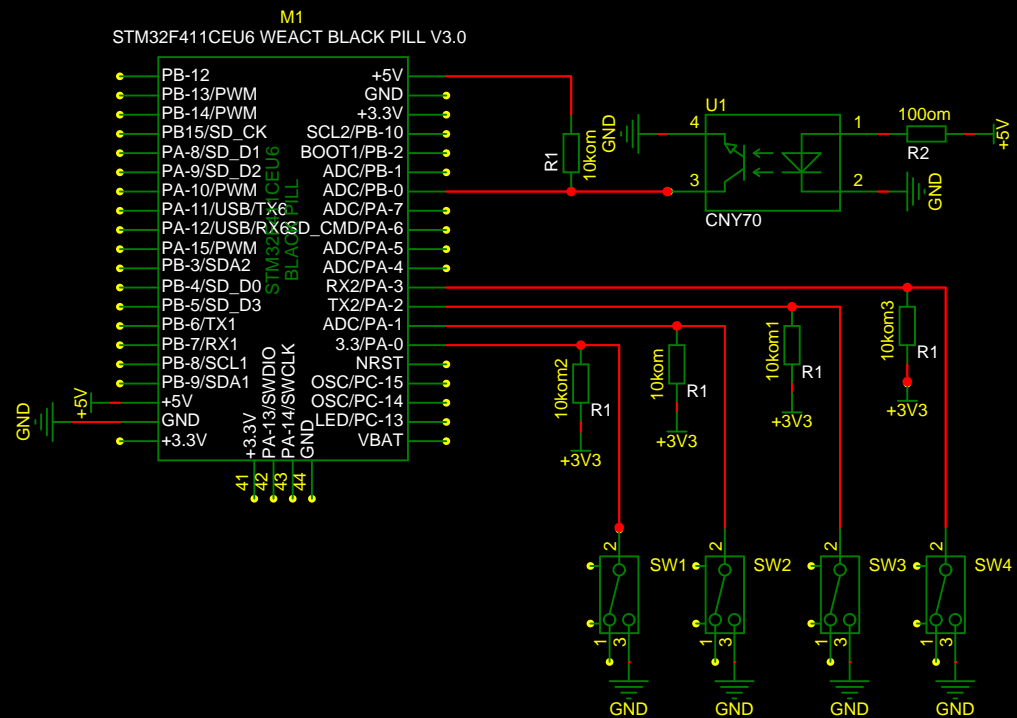 M1
STM32F411CEU6 WEACT BLACK PILL V3.0
PB-12
PB-13/PWM
PB-14/PWM
PB15/SD_CK
PA-8/SD_D1
PA-9/SD_D2
PA-10/PWM
PA-11/USB/TX6
PA-12/USB/RX6
PA-15/PWM
PB-3/SDA2
PB-4/SD_D0
PB-5/SD_D3
PB-6/TX1
PB-7/RX1
PB-8/SCL1
PB-9/SDA1
+5V
GND
+3.3V
+5V
GND
STM32F411CEU6
BLACK PILL
+5V
GND
+3.3V
SCL2/PB-10
BOOT1/PB-2
ADC/PB-1
ADC/PB-0
ADC/PA-7
SD_CMD/PA-6
ADC/PA-5
ADC/PA-4
RX2/PA-3
TX2/PA-2
ADC/PA-1
3.3/PA-0
NRST
OSC/PC-15
OSC/PC-14
LED/PC-13
VBAT
+3.3V
PA-13/SWDIO
PA-14/SWCLK
GND
41
42
43
44
R1
10kom
GND
U1
4
3
1
2
CNY70
100om
R2
+5V
GND
10kom2
R1
+3V3
10kom
R1
+3V3
10kom1
R1
+3V3
10kom3
R1
+3V3
2
SW1
1
3
GND
2
SW2
1
3
GND
2
SW3
1
3
GND
2
SW4
1
3
GND